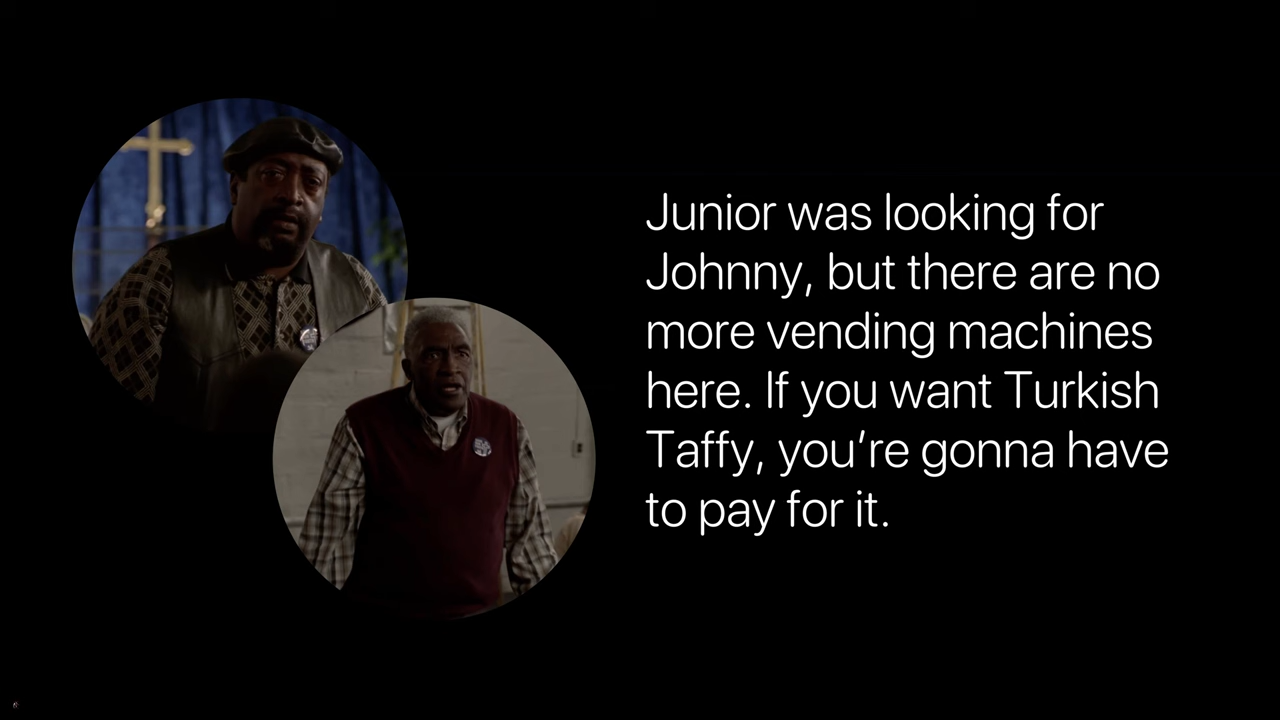 Junior was looking for
Johnny, but there are no
more vending machines
here. If you want Turkish
Taffy, you’re gonna have
to pay for it.